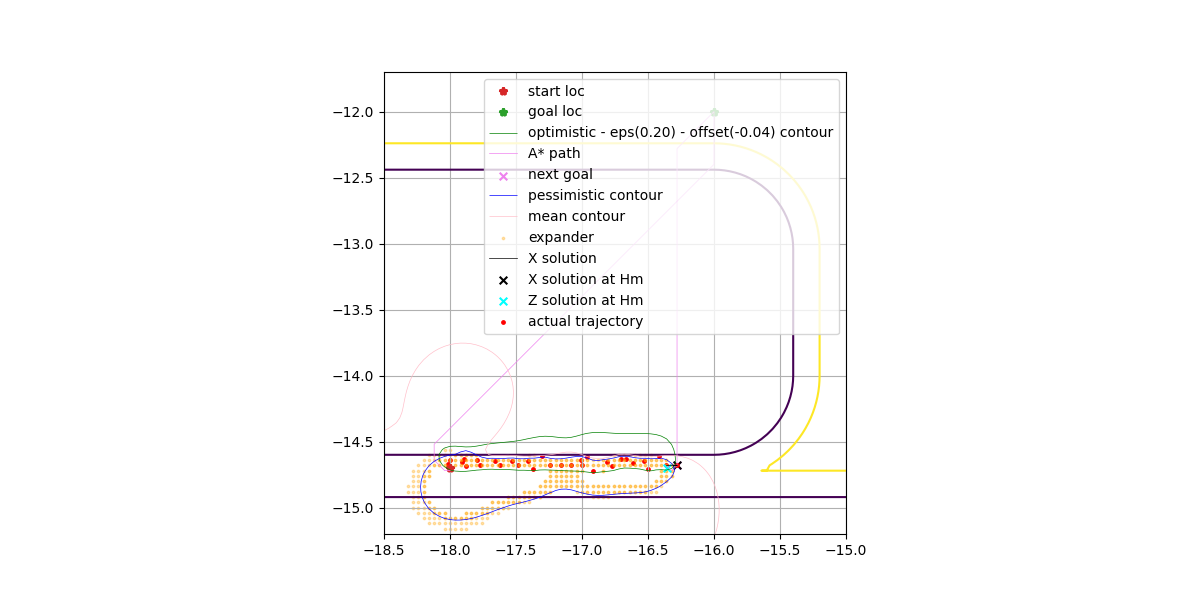 start loc
goal loc
optimistic - eps(0.20) - offset(-0.04) contour
A* path
next goal
pessimistic contour
mean contour
expander
X solution
X solution at Hm
Z solution at Hm
actual trajectory
−12.0
−12.5
−13.0
−13.5
−14.0
−14.5
−15.0
−18.5 −18.0 −17.5 −17.0 −16.5 −16.0 −15.5 −15.0